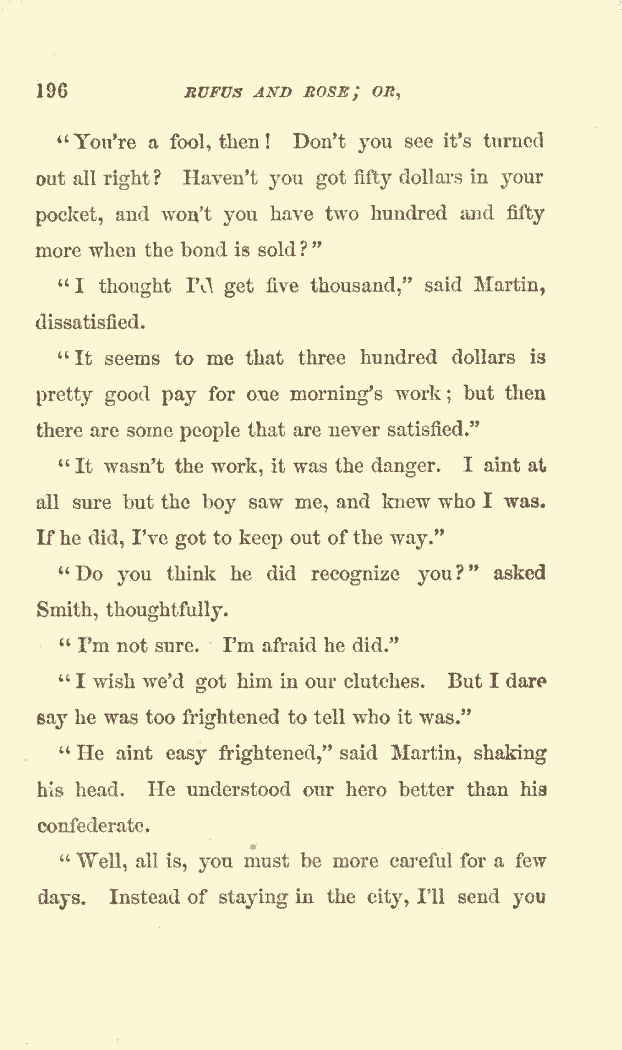 196 RUFUS AND ROSE; OR,
"You're a fool, then! Don't you see it's turned
out all right? Haven't you got fifty dollars in your
pocket, and won't you have two hundred and fifty
more when the bond is sold?"
"I thought I'd get five thousand," said Martin,
dissatisfied.
"It seems to me that three hundred dollars is
pretty good pay for one morning's work; but then
there are some people that are never satisfied."
"It wasn't the work, it was the danger. I aint at
all sure but the boy saw me, and knew who I was.
If he did, I've got to keep out of the way."
"Do you think he did recognize you?" asked
Smith, thoughtfully.
"I'm not sure. I'm afraid he did."
"I wish we'd got him in our clutches. But I dare
say he was too frightened to tell who it was."
"He aint easy frightened," said Martin, shaking
his head. He understood our hero better than his
confederate.
"Well, all is, you must be more careful for a few
days. Instead of staying in the city, I'll send you